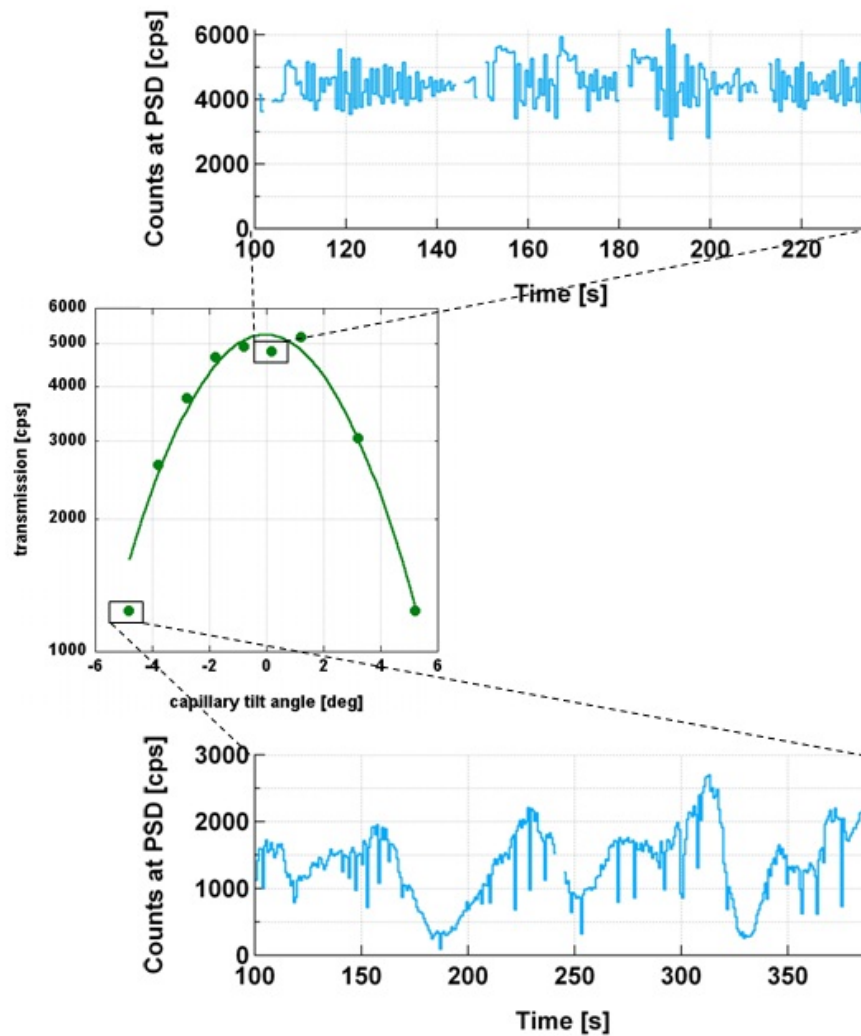 Counts at PSD [cps]
6000
4000
2000
0
100 120 140 160 180 200 220
Time [s]
transmission [cps]
6000
5000
4000
3000
2000
1000
-6 -4 -2 0 2 4 6
capillary tilt angle [deg]
Counts at PSD [cps]
3000
2000
1000
0
100 150 200 250 300 350
Time [s]